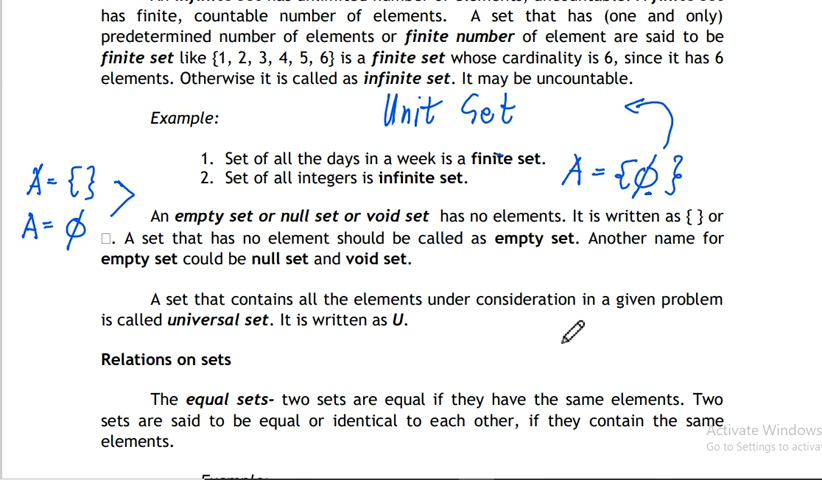 has finite, countable number of elements. A set that has (one and only)
predetermined number of elements or finite number of element are said to be
finite set like {1, 2, 3, 4, 5, 6} is a finite set whose cardinality is 6, since it has 6
elements. Otherwise it is called as infinite set. It may be uncountable.
Example:
Unit Set
1. Set of all the days in a week is a finite set.
2. Set of all integers is infinite set.
A = {ϕ}
A = {}
A = ϕ
An empty set or null set or void set has no elements. It is written as { } or
□. A set that has no element should be called as empty set. Another name for
empty set could be null set and void set.
A set that contains all the elements under consideration in a given problem
is called universal set. It is written as U.
Relations on sets
The equal sets- two sets are equal if they have the same elements. Two
sets are said to be equal or identical to each other, if they contain the same
elements.
Activate Windows
Go to Settings to activa